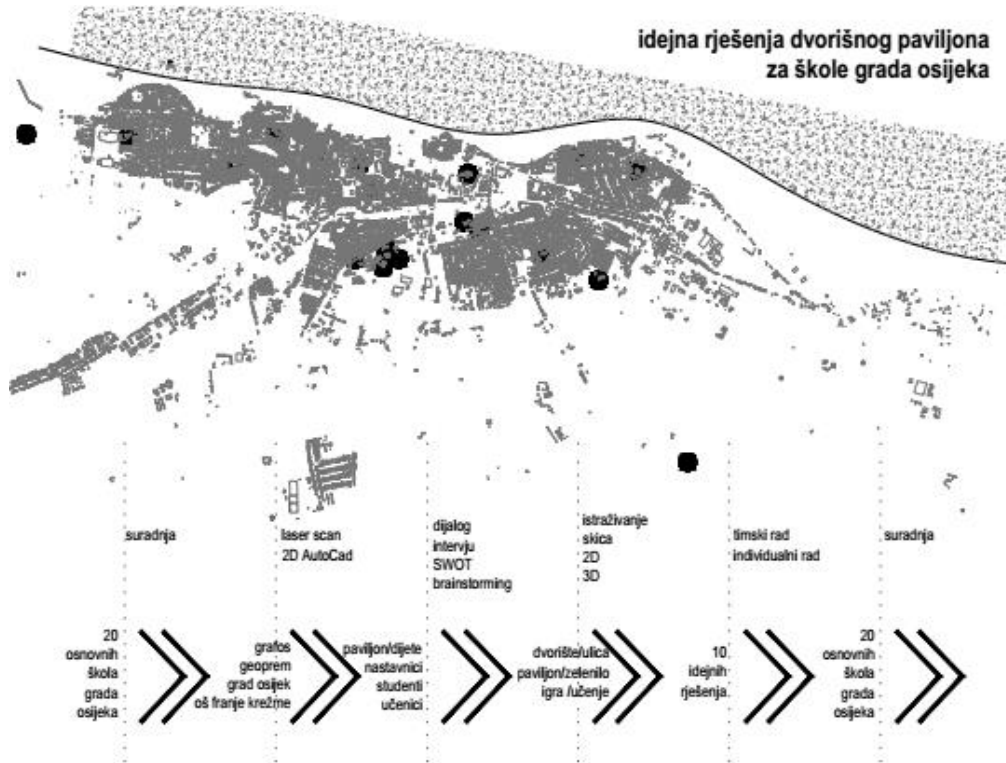 idejna rješenja dvorišnog paviljona
za škole grada osijeka
suradnja
laser scan
2D AutoCad
dijalog
intervju
SWOT
brainstorming
istraživanje
skica
2D
3D
timski rad
individualni rad
suradnja
20
osnovnih
škola
grada
osijeka
grafos
geoprem
grad osijek
oš franje krežme
paviljon/dijete
nastavnici
studenti
učenici
dvorište/ulica
paviljon/zelenilo
igra /učenje
10
idejnih
rješenja
20
osnovnih
škola
grada
osijeka